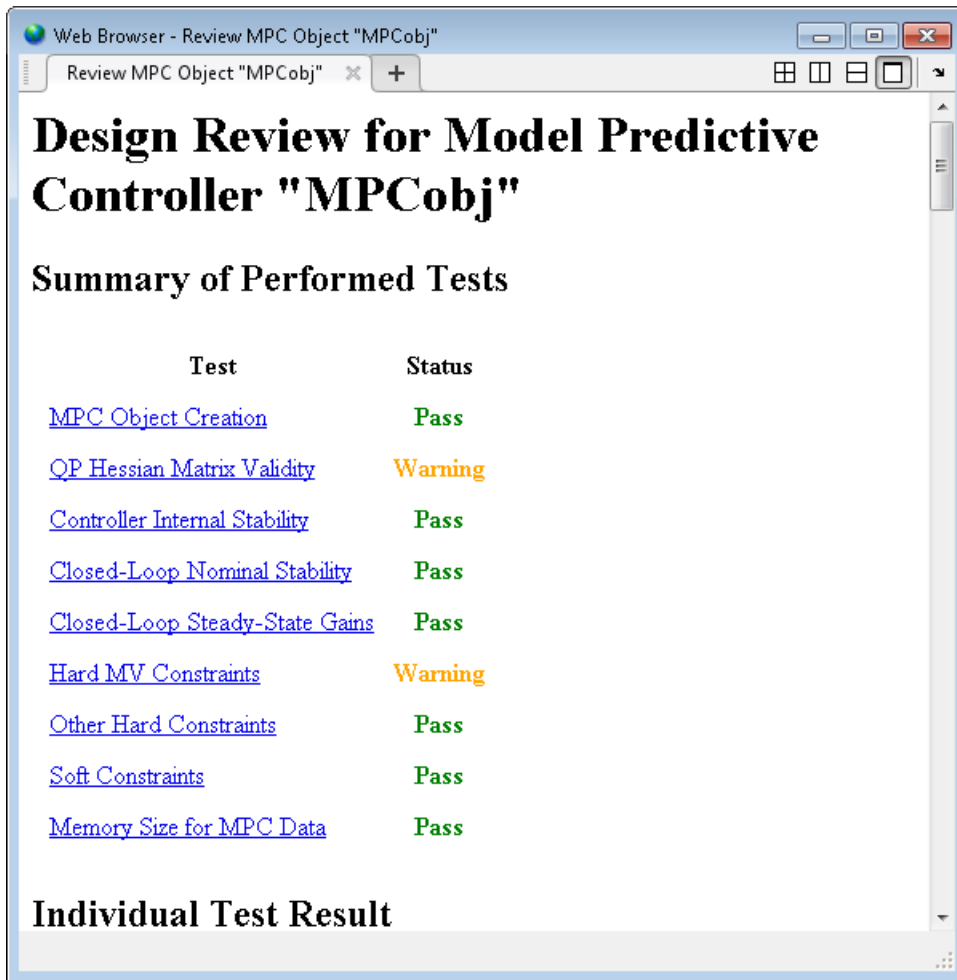 Web Browser - Review MPC Object "MPCobj"
Review MPC Object "MPCobj"
Design Review for Model Predictive
Controller "MPCobj"
Summary of Performed Tests
Test Status
MPC Object Creation Pass
QP Hessian Matrix Validity Warning
Controller Internal Stability Pass
Closed-Loop Nominal Stability Pass
Closed-Loop Steady-State Gains Pass
Hard MV Constraints Warning
Other Hard Constraints Pass
Soft Constraints Pass
Memory Size for MPC Data Pass
Individual Test Result